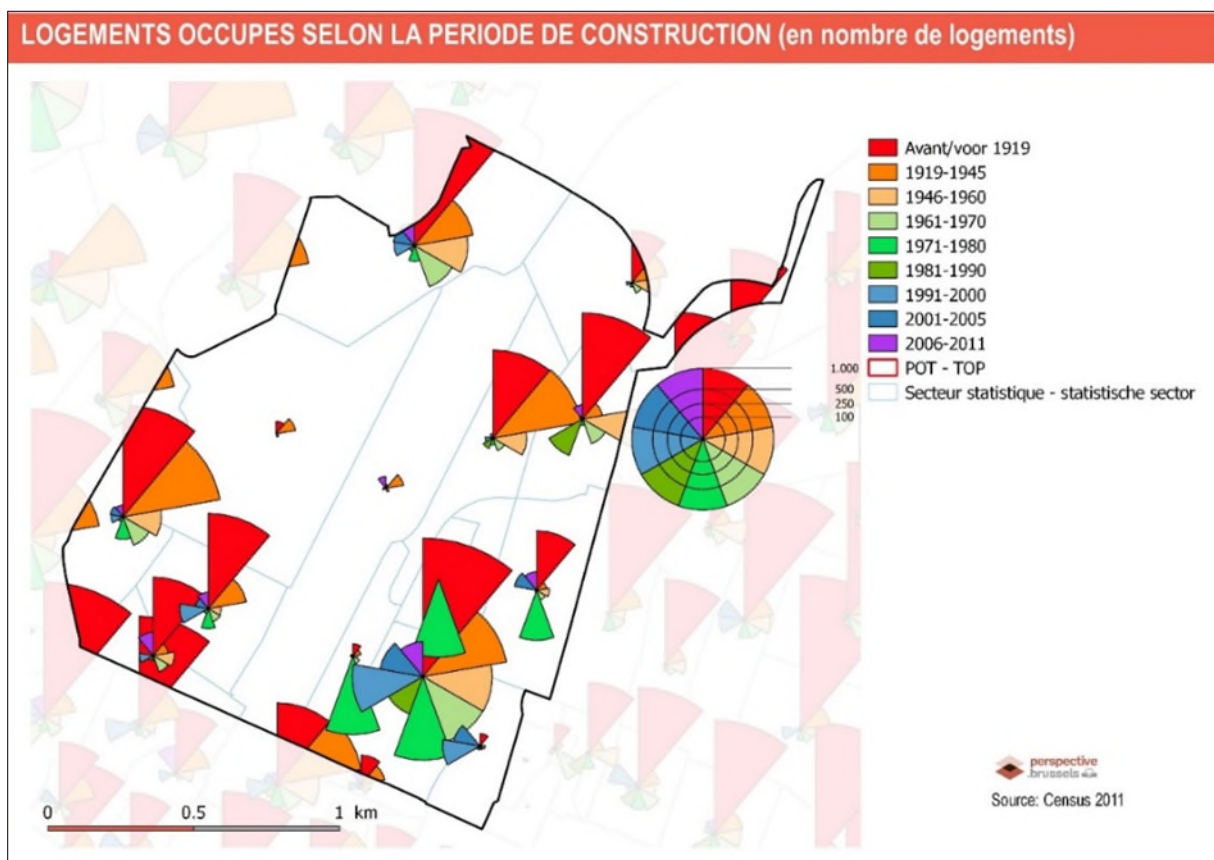 LOGEMENTS OCCUPES SELON LA PERIODE DE CONSTRUCTION (en nombre de logements)
Avant/voor 1919
1919-1945
1946-1960
1961-1970
1971-1980
1981-1990
1991-2000
2001-2005
2006-2011
POT - TOP
Secteur statistique - statistische sector
1.000
500
250
100
perspective
.brussels
Source: Census 2011
0 0.5 1 km